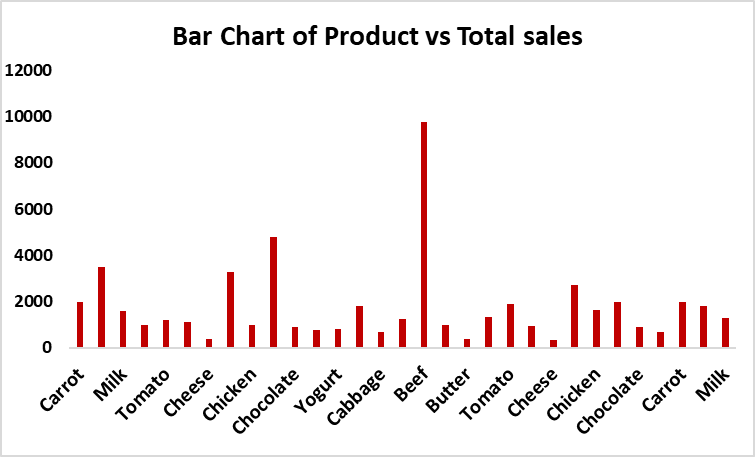 Bar Chart of Product vs Total sales
12000
10000
8000
6000
4000
2000
0
Carrot
Milk
Tomato
Cheese
Chicken
Chocolate
Yogurt
Cabbage
Beef
Butter
Tomato
Cheese
Chicken
Chocolate
Carrot
Milk